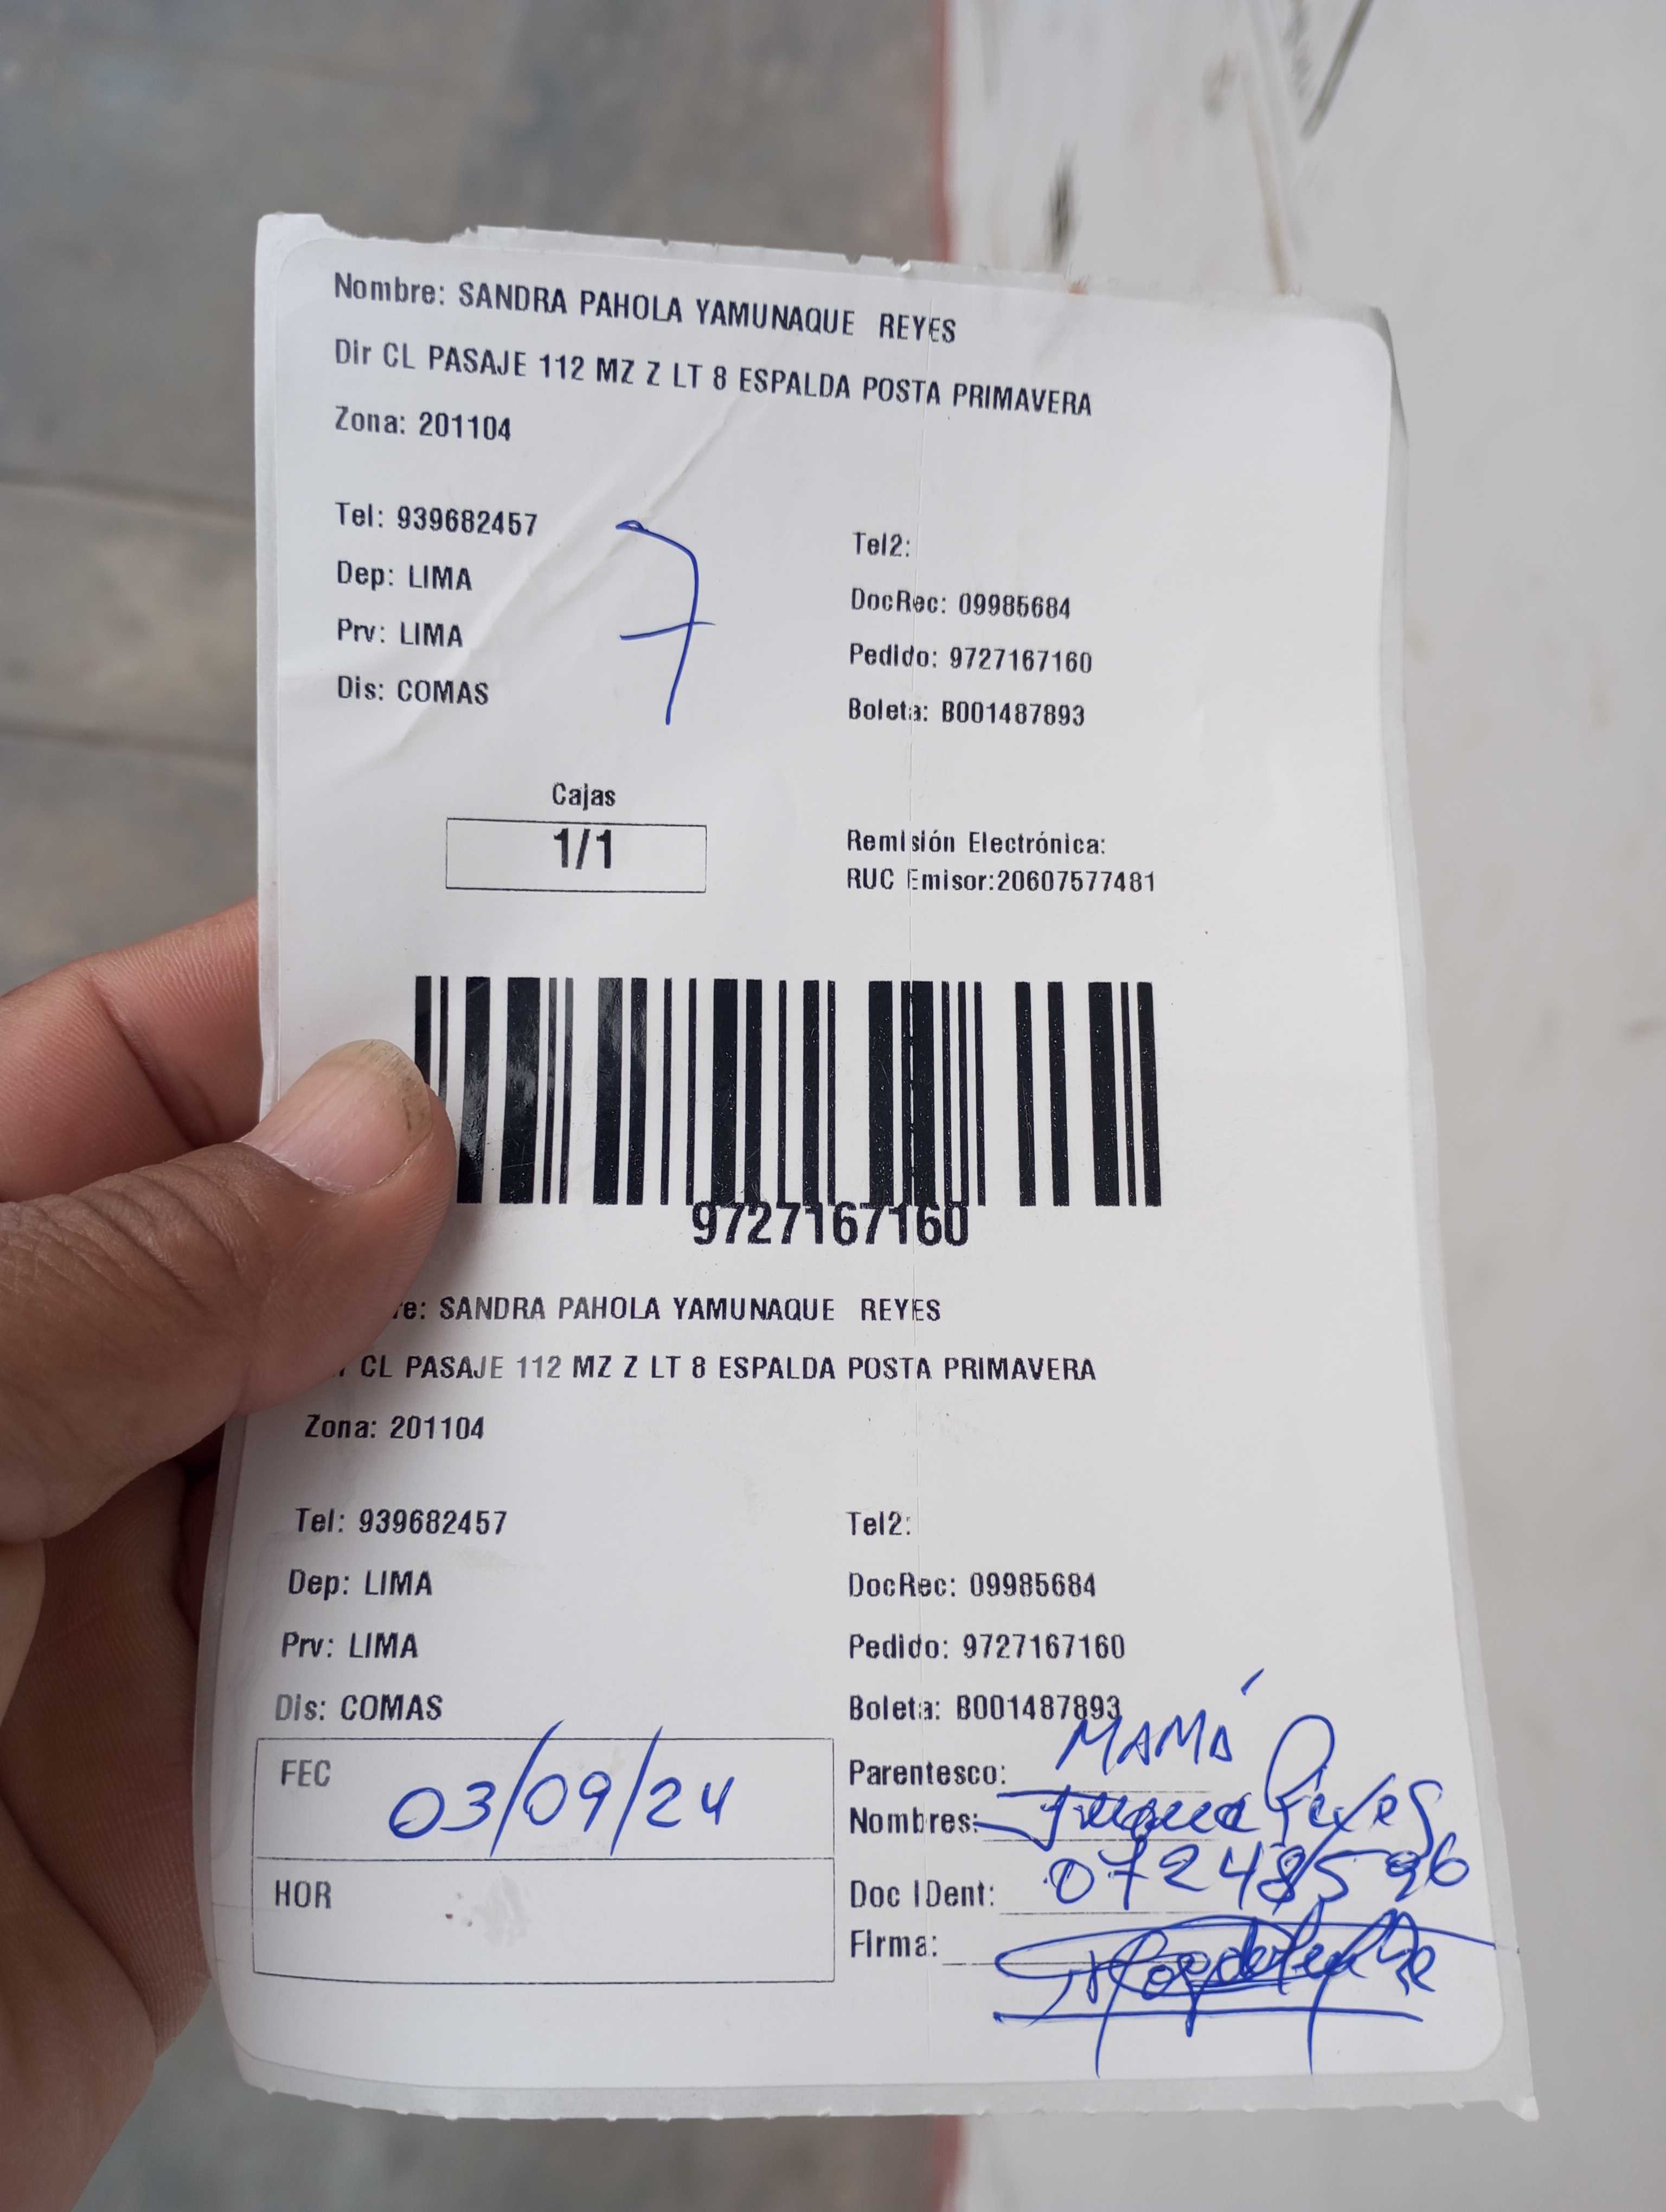 Nombre: SANDRA PAHOLA YAMUNAQUE REYES
Dir CL PASAJE 112 MZ Z LT 8 ESPALDA POSTA PRIMAVERA
Zona: 201104
7
Tel: 939682457
Tel2:
Dep: LIMA
DocRec: 09985684
Prv: LIMA
Pedido: 9727167160
Dis: COMAS
Boleta: B001487893
Cajas
1/1
Remisión Electrónica:
RUC Emisor:20607577481
9727167160
re: SANDRA PAHOLA YAMUNAQUE REYES
CL PASAJE 112 MZ Z LT 8 ESPALDA POSTA PRIMAVERA
Zona: 201104
Tel: 939682457
Tel2:
Dep: LIMA
DocRec: 09985684
Prv: LIMA
Pedido: 9727167160
Dis: COMAS
Boleta: B001487893
FEC 03/09/24
Parentesco: MAMÁ
Nombres: Reyes
HOR
Doc IDent: 07248596
Firma: